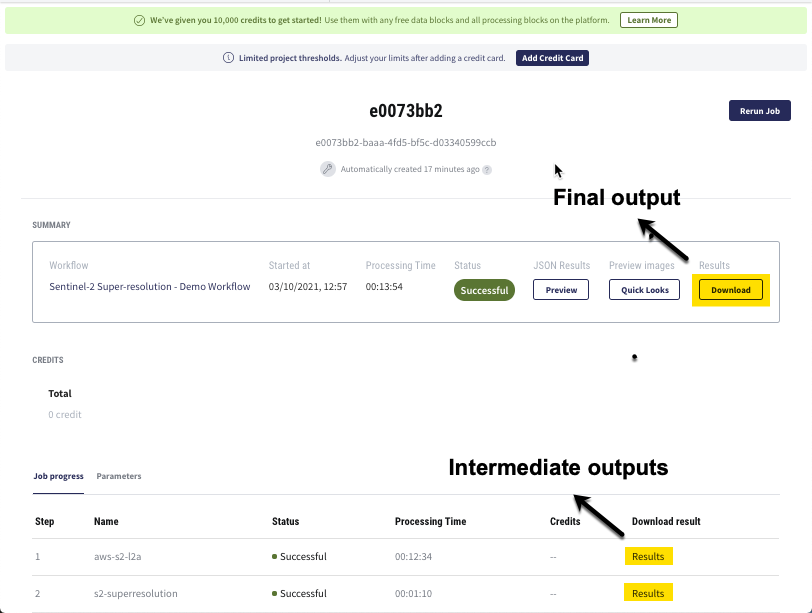 We've given you 10,000 credits to get started! Use them with any free data blocks and all processing blocks on the platform. Learn More
Limited project thresholds. Adjust your limits after adding a credit card. Add Credit Card
e0073bb2
Rerun Job
e0073bb2-baaa-4fd5-bf5c-d03340599ccb
Automatically created 17 minutes ago ?
Final output
SUMMARY
Workflow Started at Processing Time Status JSON Results Preview images Results
Sentinel-2 Super-resolution - Demo Workflow 03/10/2021, 12:57 00:13:54 Successful Preview Quick Looks Download
CREDITS
Total
0 credit
Intermediate outputs
Job progress Parameters
Step Name Status Processing Time Credits Download result
1 aws-s2-l2a Successful 00:12:34 -- Results
2 s2-superresolution Successful 00:01:10 -- Results